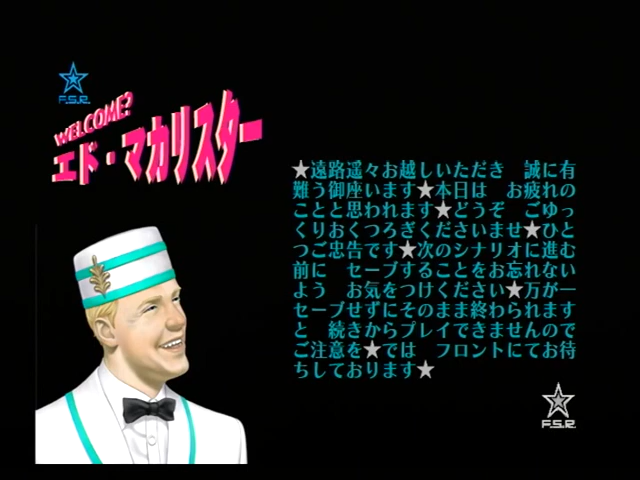 F.S.R.
WELCOME?
エド・マカリスター
★遠路遥々お越しいただき　誠に有
難う御座います★本日は　お疲れの
ことと思われます★どうぞ　ごゆっ
くりおくつろぎくださいませ★ひと
つご忠告です★次のシナリオに進む
前に　セーブすることをお忘れない
よう　お気をつけください★万が一
セーブせずにそのまま終わられます
と　続きからプレイできませんので
ご注意を★では　フロントにてお待
ちしております★
F.S.R.